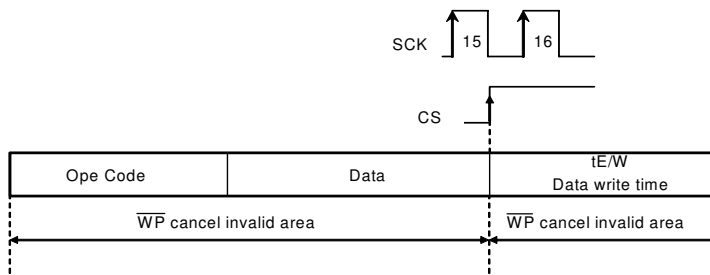 SCK 15 16
CS
Ope Code Data tE/W
Data write time
WP cancel invalid area WP cancel invalid area